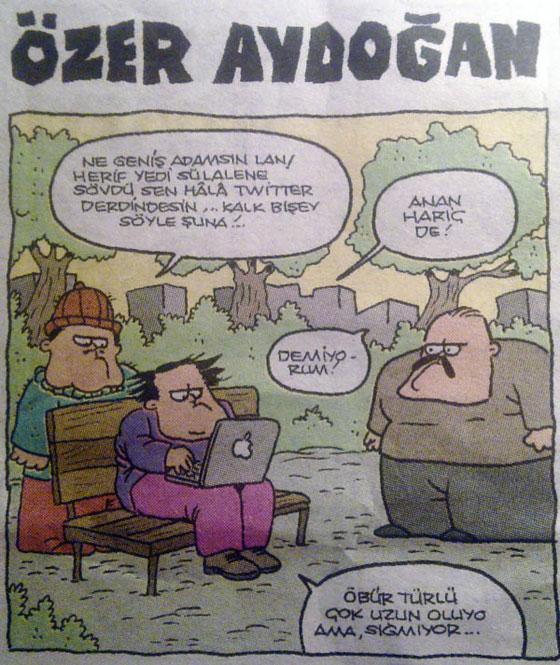 ÖZER AYDOĞAN
NE GENİŞ ADAMSIN LAN!
HERİF YEDİ SÜLALENE
SÖVDÜ, SEN HÂLÂ TWITTER
DERDİNDESİN... KALK BİŞEY
SÖYLE ŞUNA!..
ANAN
HARİÇ
DE!
DEMİYO-
RUM!
ÖBÜR TÜRLÜ
ÇOK UZUN OLUYO
AMA, SIĞMIYOR...